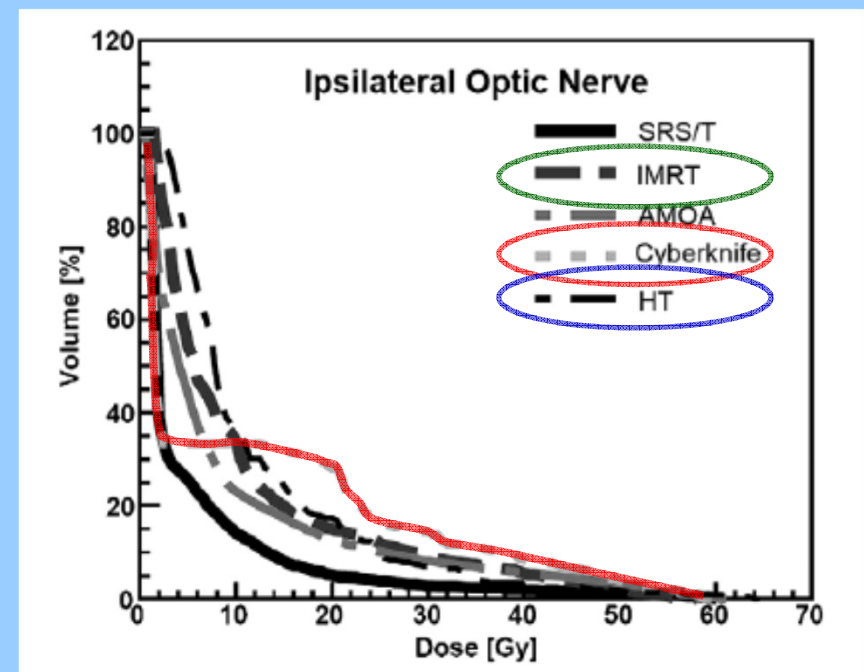 120
Ipsilateral Optic Nerve
SRS/T
100
IMRT
AMOA
80
Cyberknife
HT
Volume [%]
60
40
20
0
0 10 20 30 40 50 60 70
Dose [Gy]